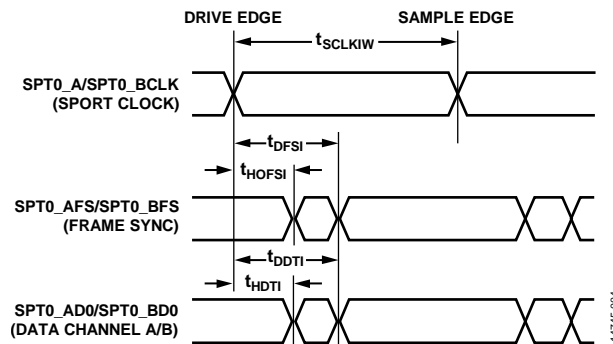 DRIVE EDGE SAMPLE EDGE
tSCLKIW
SPT0_A/SPT0_BCLK
(SPORT CLOCK)
tDFSI
tHOFSI
SPT0_AFS/SPT0_BFS
(FRAME SYNC)
tDDTI
tHDTI
SPT0_AD0/SPT0_BD0
(DATA CHANNEL A/B)